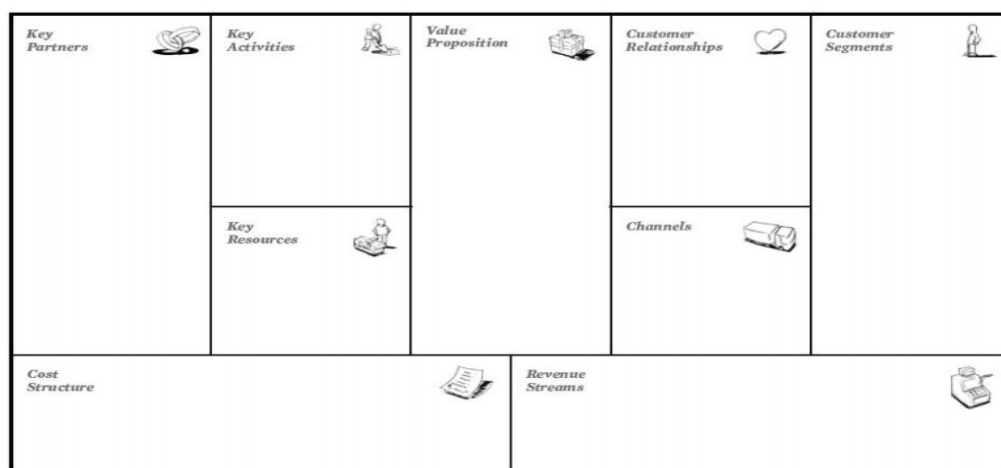 Key
Partners
Key
Activities
Value
Proposition
Customer
Relationships
Customer
Segments
Key
Resources
Channels
Cost
Structure
Revenue
Streams